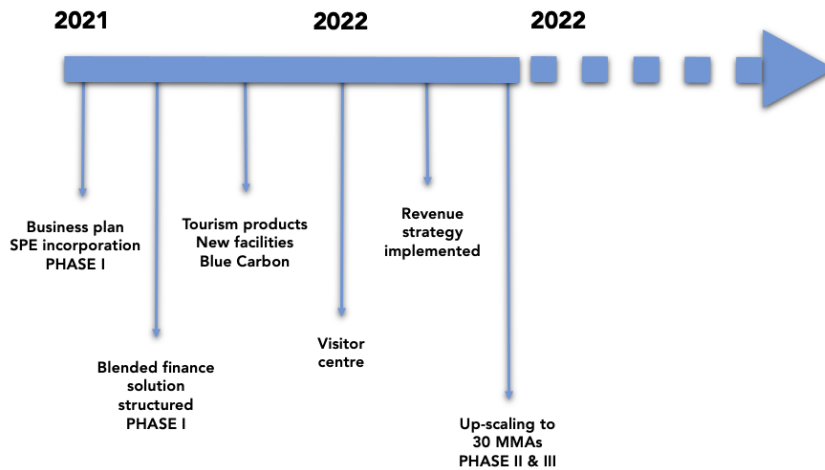 2021
2022
2022
Business plan
SPE incorporation
PHASE I
Blended finance
solution
structured
PHASE I
Tourism products
New facilities
Blue Carbon
Visitor
centre
Revenue
strategy
implemented
Up-scaling to
30 MMAs
PHASE II & III